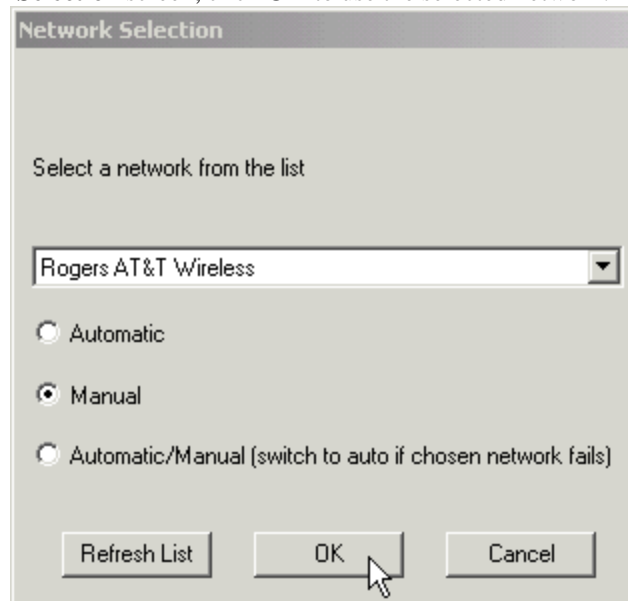 Network Selection
Select a network from the list
Rogers AT&T Wireless
Automatic
Manual
Automatic/Manual (switch to auto if chosen network fails)
Refresh List OK Cancel